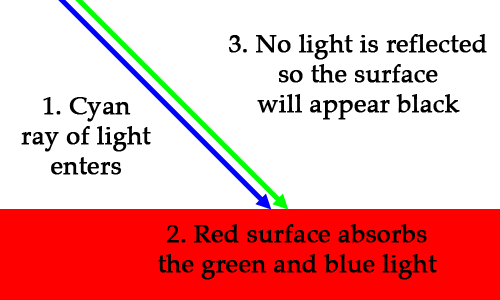 1. Cyan
ray of light
enters
3. No light is reflected
so the surface
will appear black
2. Red surface absorbs
the green and blue light